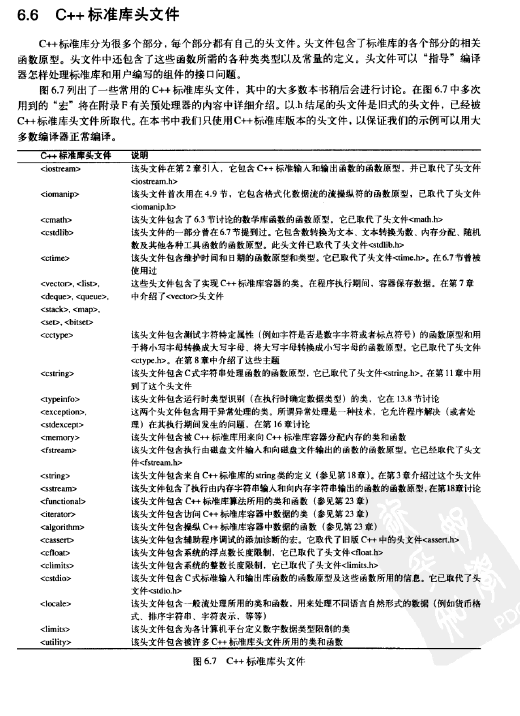 6.6 C++标准库头文件
C++标准库分为很多个部分，每个部分都有自己的头文件。头文件包含了标准库的各个部分的相关
函数原型。头文件中还包含了这些函数所需的各种类类型以及常量的定义。头文件可以“指导”编译
器怎样处理标准库和用户编写的组件的接口问题。
图 6.7 列出了一些常用的 C++标准库头文件，其中的大多数本书稍后会进行讨论。在图 6.7 中多次
用到的“宏”将在附录 F 有关预处理器的内容中详细介绍。以.h 结尾的头文件是旧式的头文件，已经被
C++标准库头文件所取代。在本书中我们只使用C++标准库版本的头文件，以保证我们的示例可以用大
多数编译器正常编译。
C++标准库头文件 说明
<iostream> 该头文件在第 2 章引入，它包含 C++标准输入和输出函数的函数原型，并已取代了头文件
<iostream.h>
<iomanip> 该头文件首次用在 4.9 节，它包含格式化数据流的流操纵符的函数原型，已取代了头文件
<iomanip.h>
<cmath> 该头文件包含了 6.3 节讨论的数学库函数的函数原型。它已取代了头文件<math.h>
<cstdlib> 该头文件的一部分曾在 6.7 节提到过。它包含数转换为文本、文本转换为数、内存分配、随机
数及其他各种工具函数的函数原型。此头文件已取代了头文件<stdlib.h>
<ctime> 该头文件包含维护时间和日期的函数原型和类型。它已取代了头文件<time.h>。在 6.7 节曾被
使用过
<vector>, <list>, 这些头文件包含了实现 C++标准库容器的类。在程序执行期间，容器保存数据。在第 7 章
<deque>, <queue>, 中介绍了<vector>头文件
<stack>, <map>,
<set>, <bitset>
<cctype> 该头文件包含测试字符特定属性（例如字符是否是数字字符或者标点符号）的函数原型和用
于将小写字母转换成大写字母、将大写字母转换成小写字母的函数原型。它已取代了头文件
<ctype.h>。在第 8 章中介绍了这些主题
<cstring> 该头文件包含 C 式字符串处理函数的函数原型，它已取代了头文件<string.h>。在第 11 章中用
到了这个头文件
<typeinfo> 该头文件包含运行时类型识别（在执行时确定数据类型）的类，它在 13.8 节讨论
<exception>, 这两个头文件包含用于异常处理的类。所谓异常处理是一种技术，它允许程序解决（或者处
<stdexcept> 理）在其执行期间发生的问题，在第 16 章讨论
<memory> 该头文件包含被 C++标准库用来向 C++标准库容器分配内存的类和函数
<fstream> 该头文件包含执行由磁盘文件输入和向磁盘文件输出的函数的函数原型。它已经取代了头文
件<fstream.h>
<string> 该头文件包含来自 C++标准库的 string 类的定义（参见第18章）。在第3章介绍过这个头文件
<sstream> 该头文件包含了执行由内存字符串输入和向内存字符串输出的函数的函数原型，在第18章讨论
<functional> 该头文件包含 C++标准库算法所用的类和函数（参见第 23 章）
<iterator> 该头文件包含访问 C++标准库容器中数据的类（参见第 23 章）
<algorithm> 该头文件包含操纵 C++标准库容器中数据的函数（参见第 23 章）
<cassert> 该头文件包含辅助程序调试的添加诊断的宏。它取代了旧版 C++中的头文件<assert.h>
<cfloat> 该头文件包含系统的浮点数长度限制，它已取代了头文件<float.h>
<climits> 该头文件包含系统的整数长度限制，它已取代了头文件<limits.h>
<cstdio> 该头文件包含 C 式标准输入和输出库函数的函数原型及这些函数所用的信息。它已取代了头
文件<stdio.h>
<locale> 该头文件包含一般流处理所用的类和函数，用来处理不同语言自然形式的数据（例如货币格
式、排序字符串、字符表示，等等）
<limits> 该头文件包含为各计算机平台定义数字数据类型限制的类
<utility> 该头文件包含被许多 C++标准库头文件所用的类和函数
图 6.7 C++标准库头文件
PDG